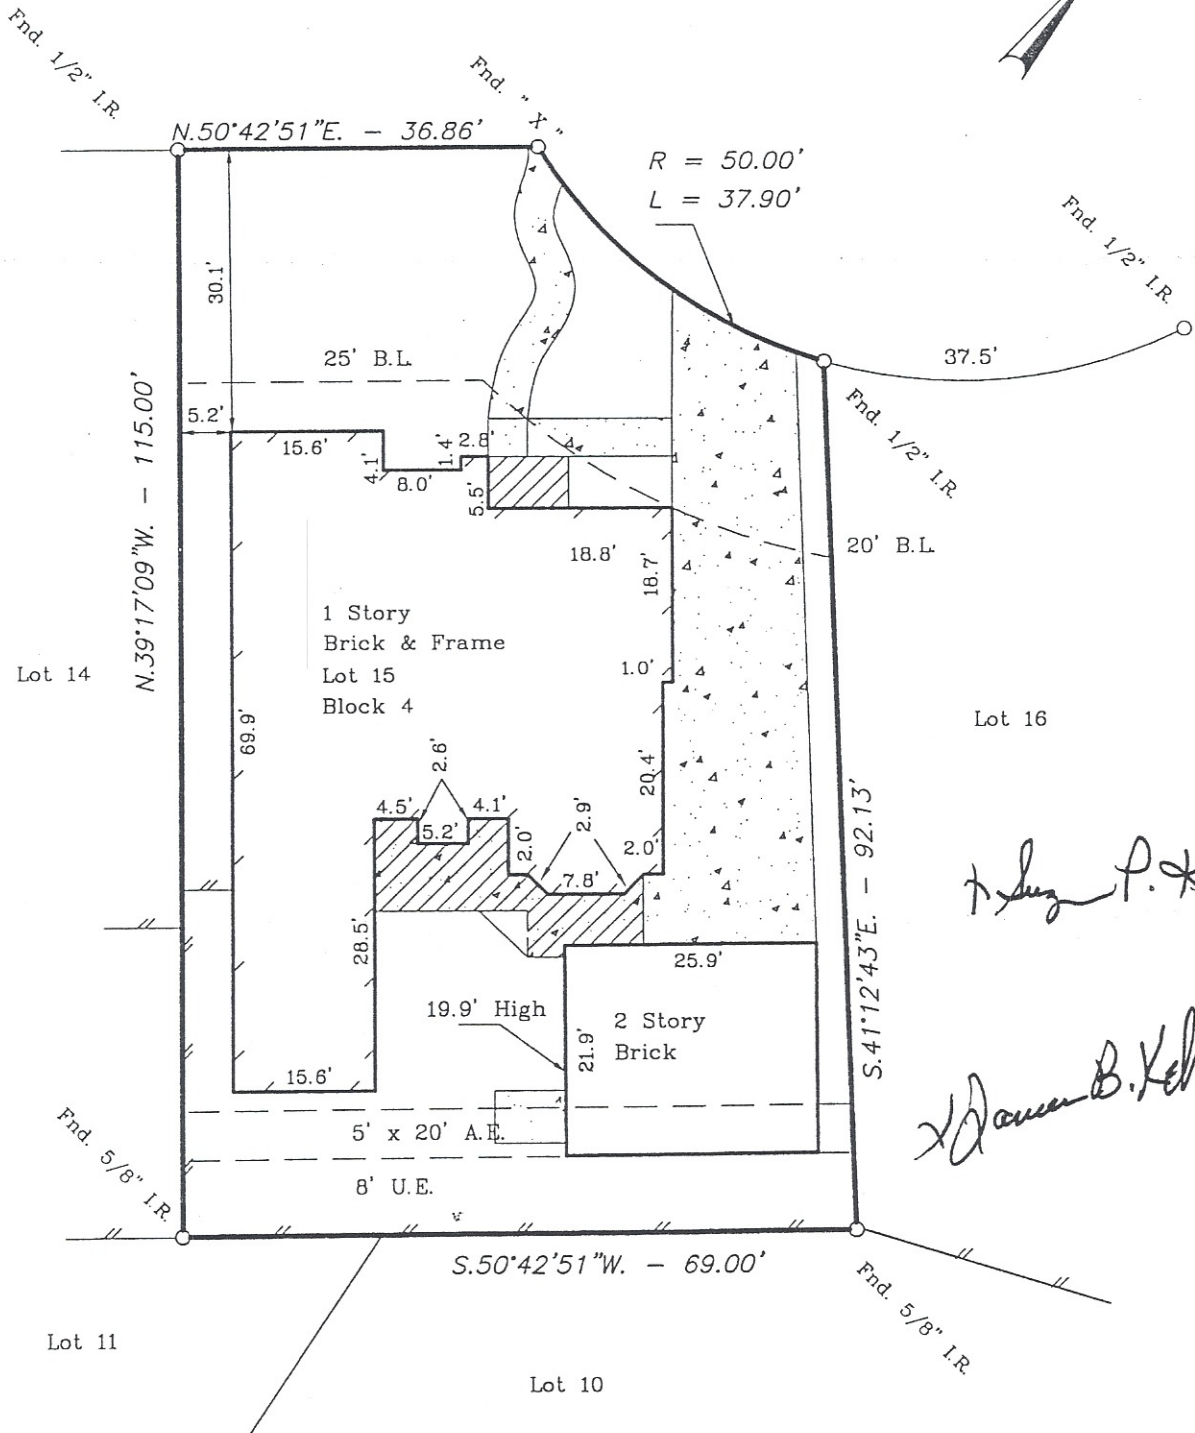 Fnd. 1/2" I.R.
Fnd. "X"
N.50°42'51"E. - 36.86'
R = 50.00'
L = 37.90'
Fnd. 1/2" I.R.
30.1'
37.5'
25' B.L.
Fnd. 1/2" I.R.
N.39°17'09"W. - 115.00'
5.2'
15.6'
4.1'
8.0'
1.4'
2.8'
5.5'
18.8'
18.7'
20' B.L.
1 Story
Brick & Frame
Lot 15
Block 4
Lot 14
1.0'
Lot 16
69.9'
2.6'
20.4'
4.5'
5.2'
4.1'
2.0'
2.9'
7.8'
2.0'
S.41°12'43"E. - 92.13'
28.5'
25.9'
19.9' High
2 Story
Brick
21.9'
15.6'
5' x 20' A.E.
8' U.E.
Fnd. 5/8" I.R.
S.50°42'51"W. - 69.00'
Fnd. 5/8" I.R.
Lot 11
Lot 10